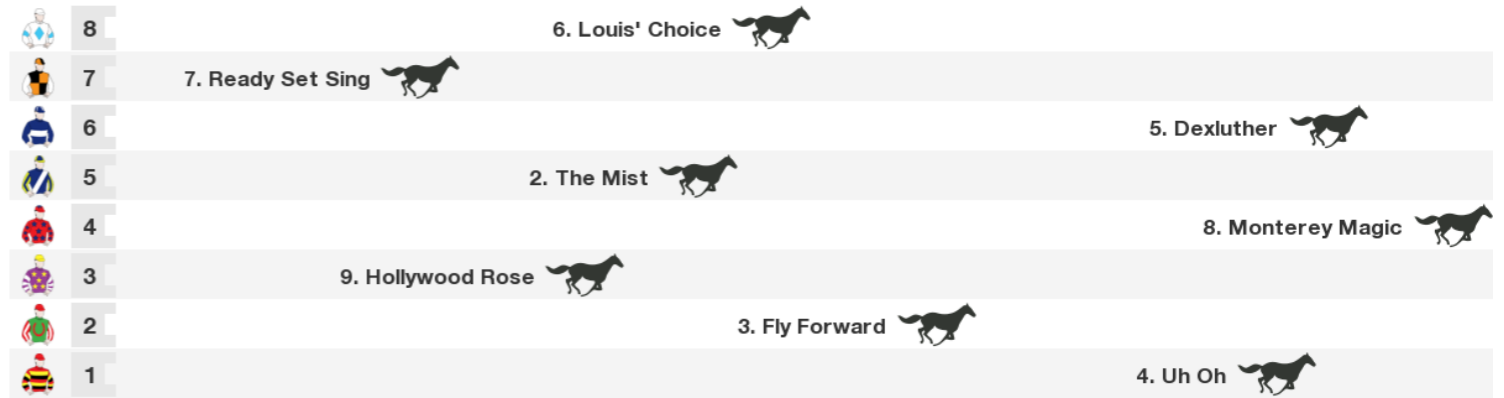 8 6. Louis' Choice
7 7. Ready Set Sing
6 5. Dexluther
5 2. The Mist
4 8. Monterey Magic
3 9. Hollywood Rose
2 3. Fly Forward
1 4. Uh Oh